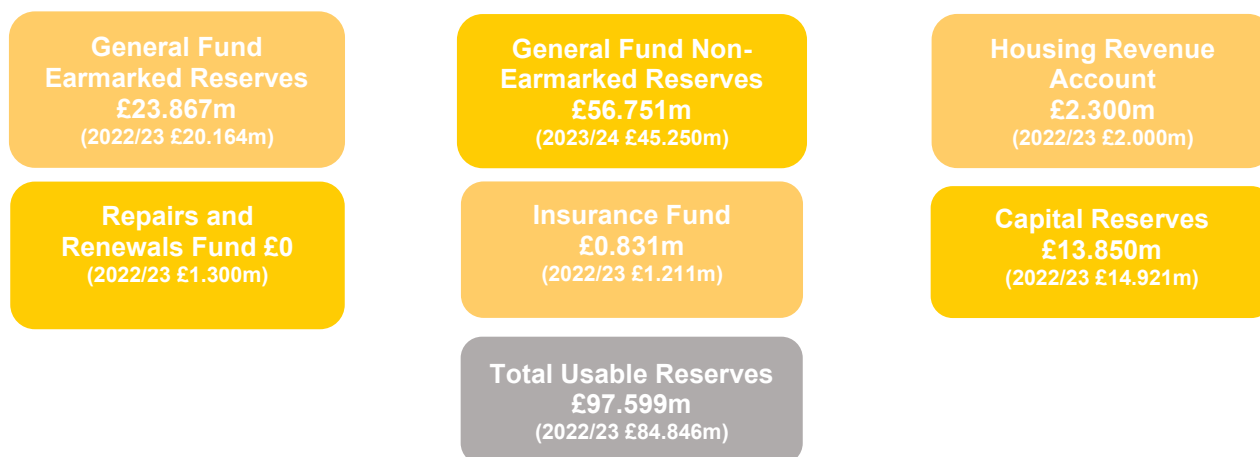 General Fund
Earmarked Reserves
£23.867m
(2022/23 £20.164m)
General Fund Non-
Earmarked Reserves
£56.751m
(2023/24 £45.250m)
Housing Revenue
Account
£2.300m
(2022/23 £2.000m)
Repairs and
Renewals Fund £0
(2022/23 £1.300m)
Insurance Fund
£0.831m
(2022/23 £1.211m)
Capital Reserves
£13.850m
(2022/23 £14.921m)
Total Usable Reserves
£97.599m
(2022/23 £84.846m)